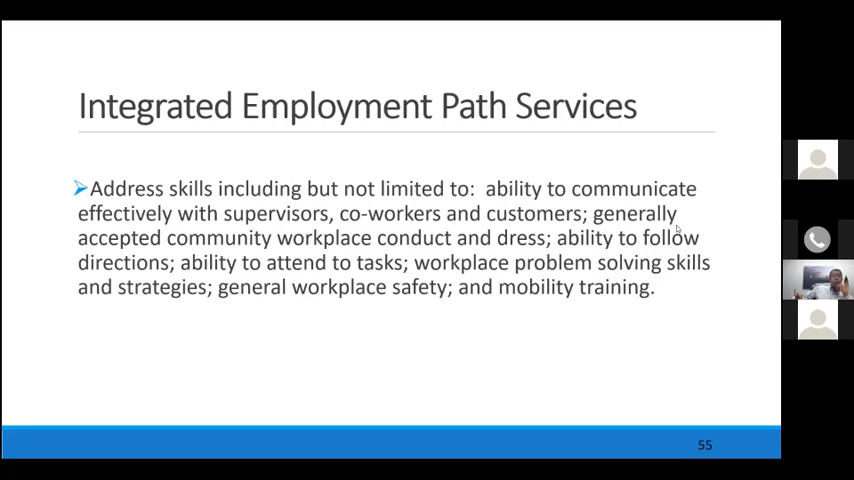 Integrated Employment Path Services
Address skills including but not limited to:  ability to communicate
effectively with supervisors, co-workers and customers; generally
accepted community workplace conduct and dress; ability to follow
directions; ability to attend to tasks; workplace problem solving skills
and strategies; general workplace safety; and mobility training.
55